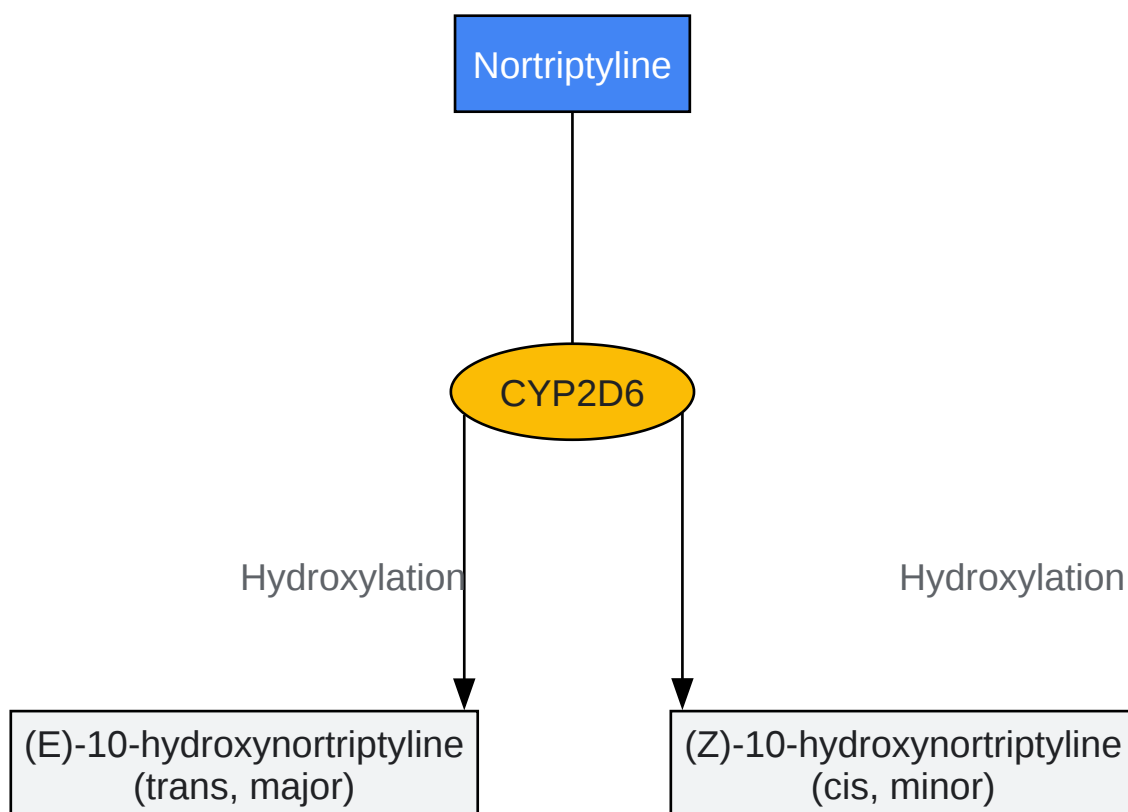 Nortriptyline
CYP2D6
Hydroxylation
Hydroxylation
(E)-10-hydroxynortriptyline
(trans, major)
(Z)-10-hydroxynortriptyline
(cis, minor)